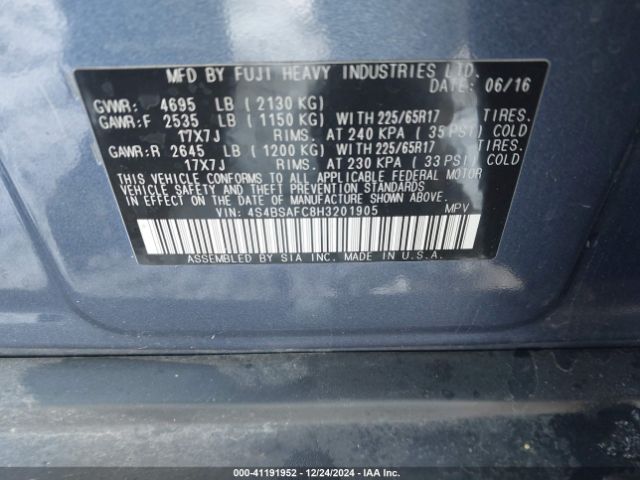 MFD BY FUJI HEAVY INDUSTRIES LTD.
DATE: 06/16
GVWR: 4695 LB (2130 KG)
GAWR:F 2535 LB (1150 KG) WITH 225/65R17 TIRES.
17X7J RIMS. AT 240 KPA (35 PSI) COLD
GAWR:R 2645 LB (1200 KG) WITH 225/65R17 TIRES.
17X7J RIMS. AT 230 KPA (33 PSI) COLD
THIS VEHICLE CONFORMS TO ALL APPLICABLE FEDERAL MOTOR
VEHICLE SAFETY AND THEFT PREVENTION STANDARDS
IN EFFECT ON THE DATE OF MANUFACTURE SHOWN ABOVE.
VIN: 4S4BSAFC8H3201905 MPV
ASSEMBLED BY SIA INC. MADE IN U.S.A.
000-41191952 - 12/24/2024 - IAA Inc.